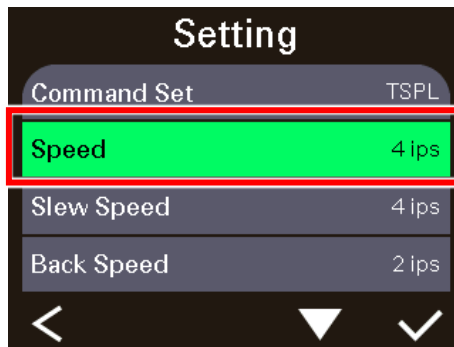 Setting
Command Set TSPL
Speed 4 ips
Slew Speed 4 ips
Back Speed 2 ips